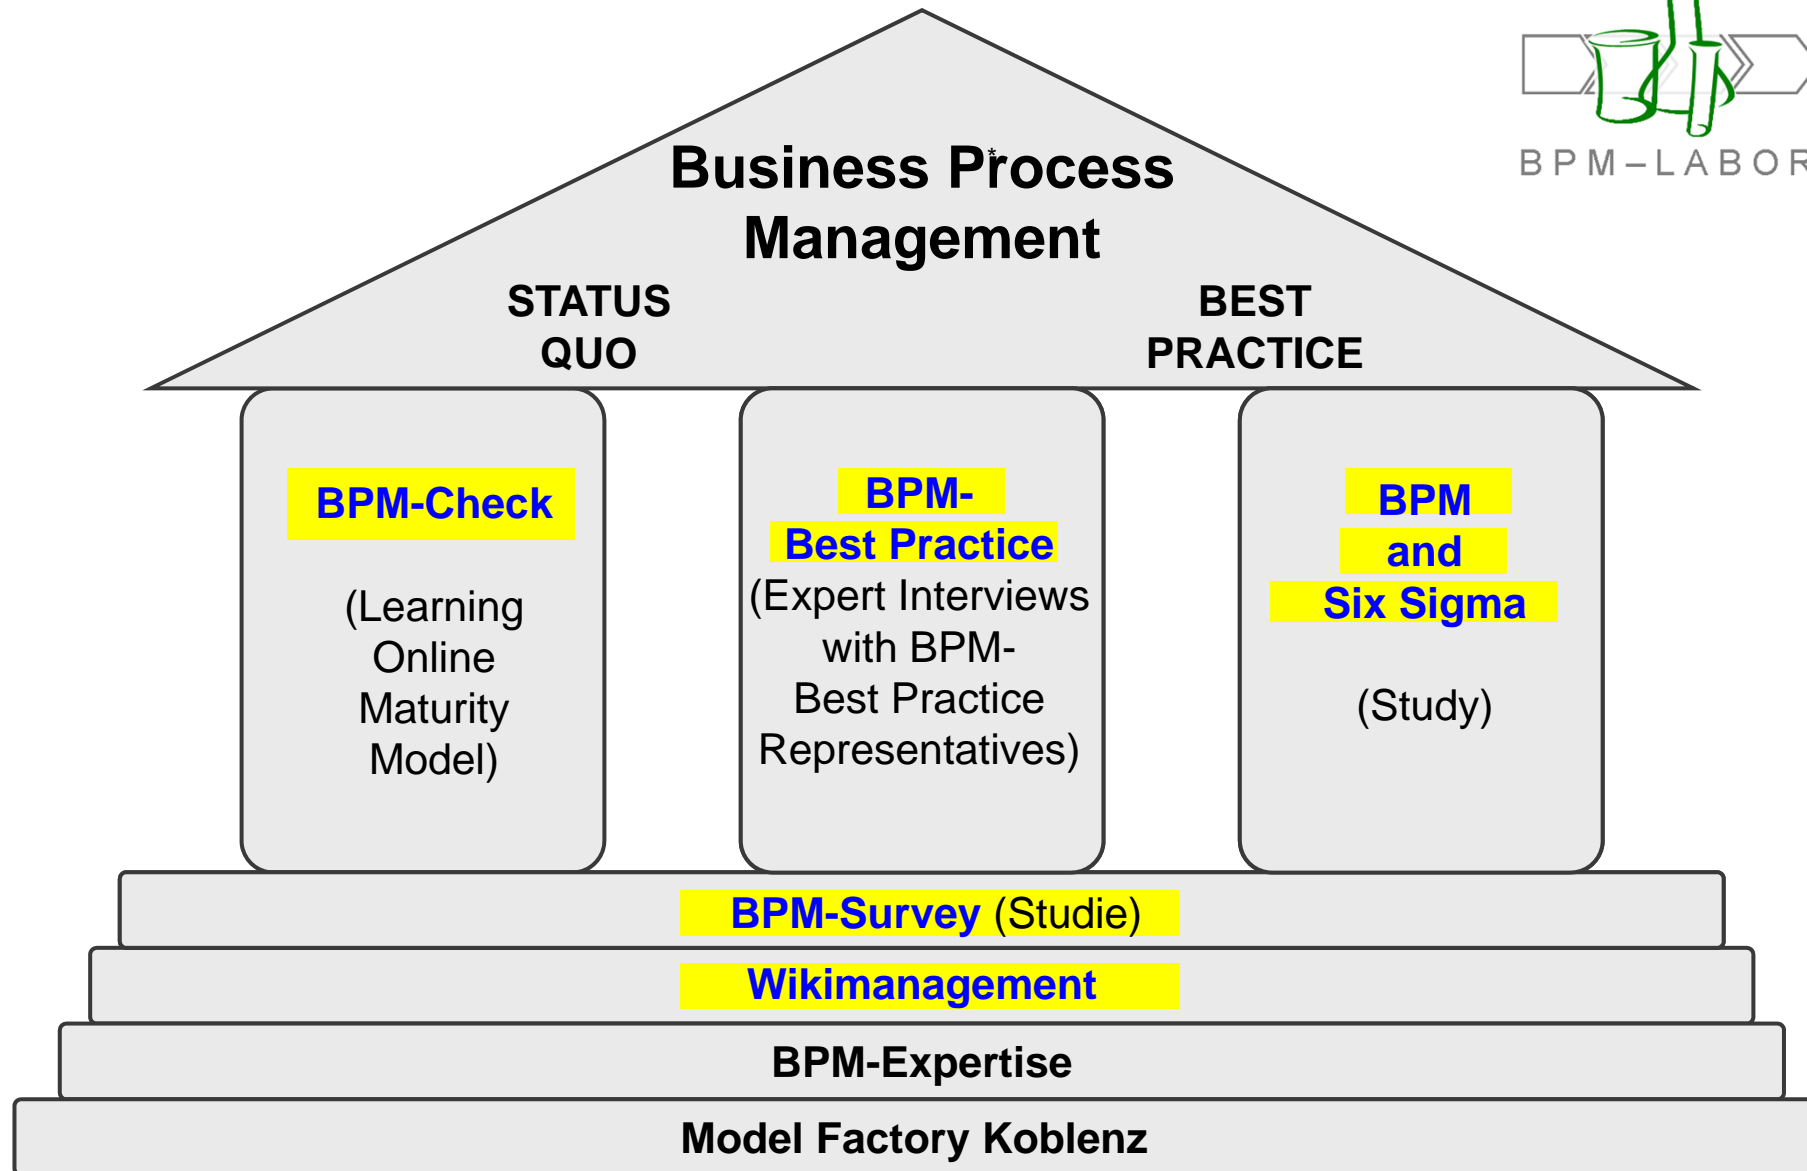 BPM–LABOR
*
Business Process
Management
STATUS
QUO
BEST
PRACTICE
BPM-Check
(Learning
Online
Maturity
Model)
BPM-
Best Practice
(Expert Interviews
with BPM-
Best Practice
Representatives)
BPM
and
Six Sigma
(Study)
BPM-Survey (Studie)
Wikimanagement
BPM-Expertise
Model Factory Koblenz